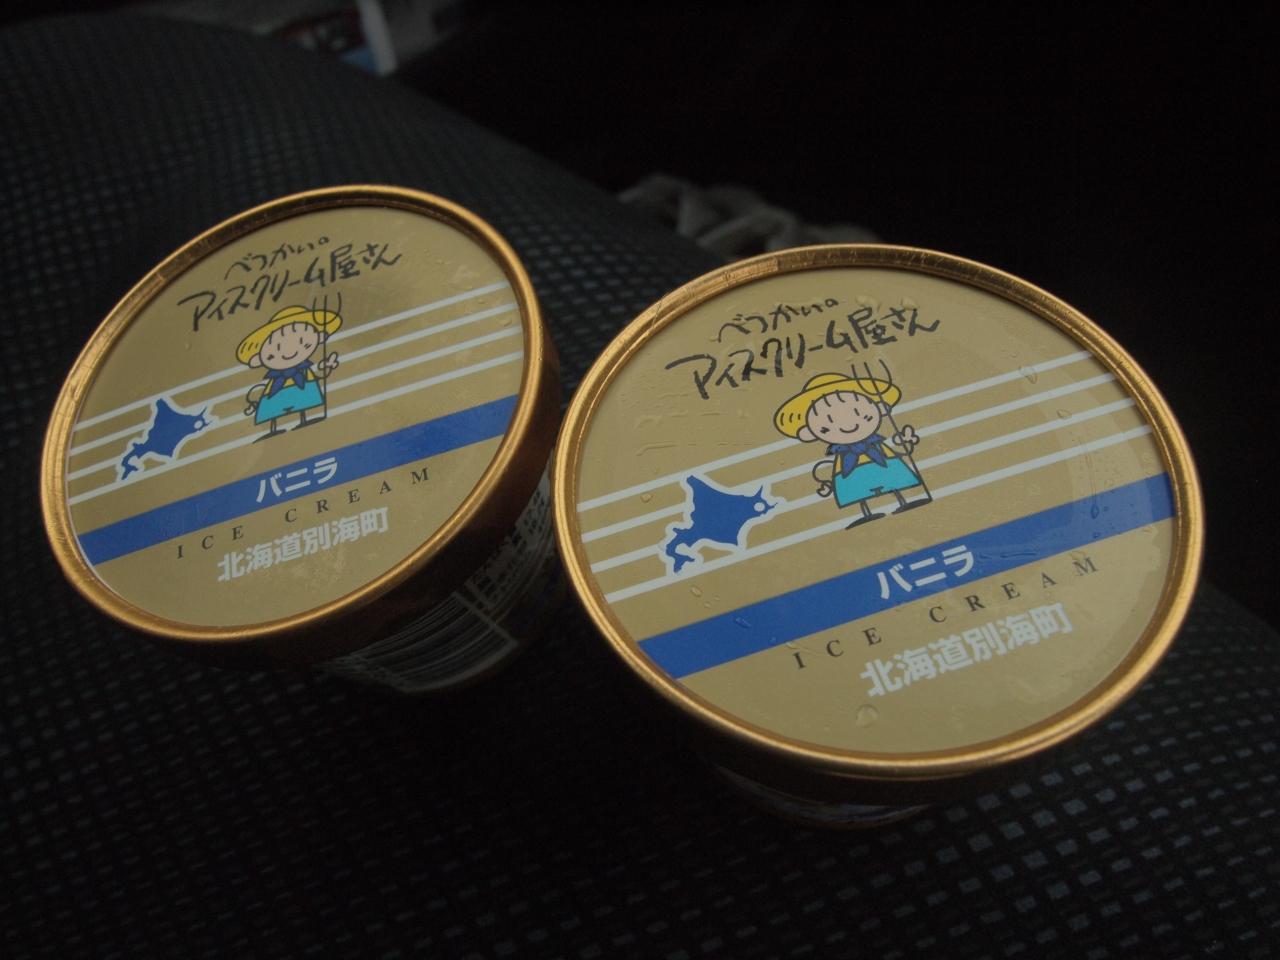 べつかいの
アイスクリーム屋さん
バニラ
ICE CREAM
北海道別海町
べつかいの
アイスクリーム屋さん
バニラ
ICE CREAM
北海道別海町